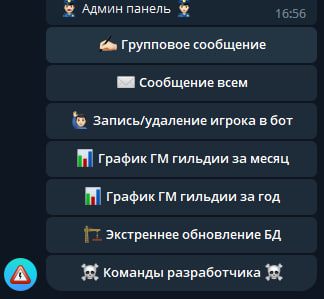 👮🏻 Админ панель 👮🏻
16:56
✍🏻 Групповое сообщение
✉️ Сообщение всем
🙋🏻‍♂️ Запись/удаление игрока в бот
📊 График ГМ гильдии за месяц
📊 График ГМ гильдии за год
🏗 Экстреннее обновление БД
☠️ Команды разработчика ☠️